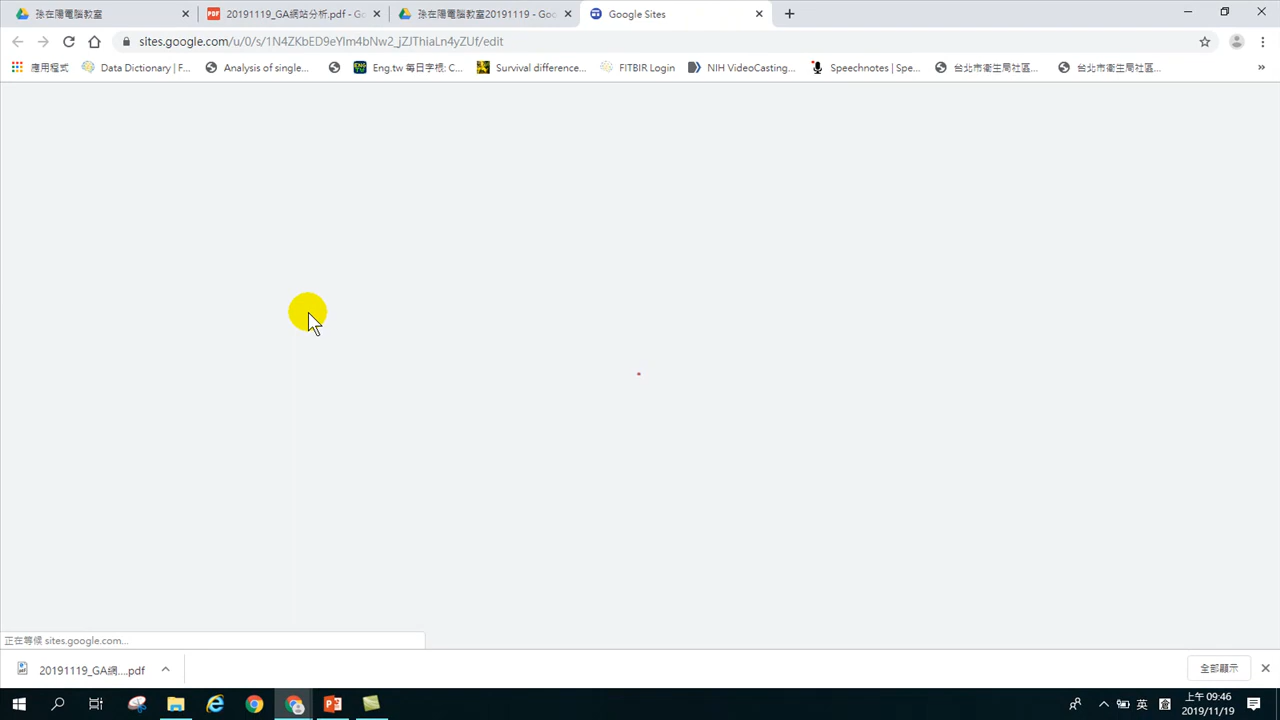 孫在陽電腦教室
20191119_GA網站分析.pdf - Go
孫在陽電腦教室20191119 - Goo
Google Sites
sites.google.com/u/0/s/1N4ZKbED9eYlm4bNw2_jZJThiaLn4yZUf/edit
應用程式
Data Dictionary | F...
Analysis of single...
Eng.tw 每日字根: C...
Survival difference...
FITBIR Login
NIH VideoCasting...
Speechnotes | Spe...
台北市衛生局社區...
台北市衛生局社區...
»
正在等候 sites.google.com...
20191119_GA網....pdf
全部顯示
英
上午 09:46
2019/11/19